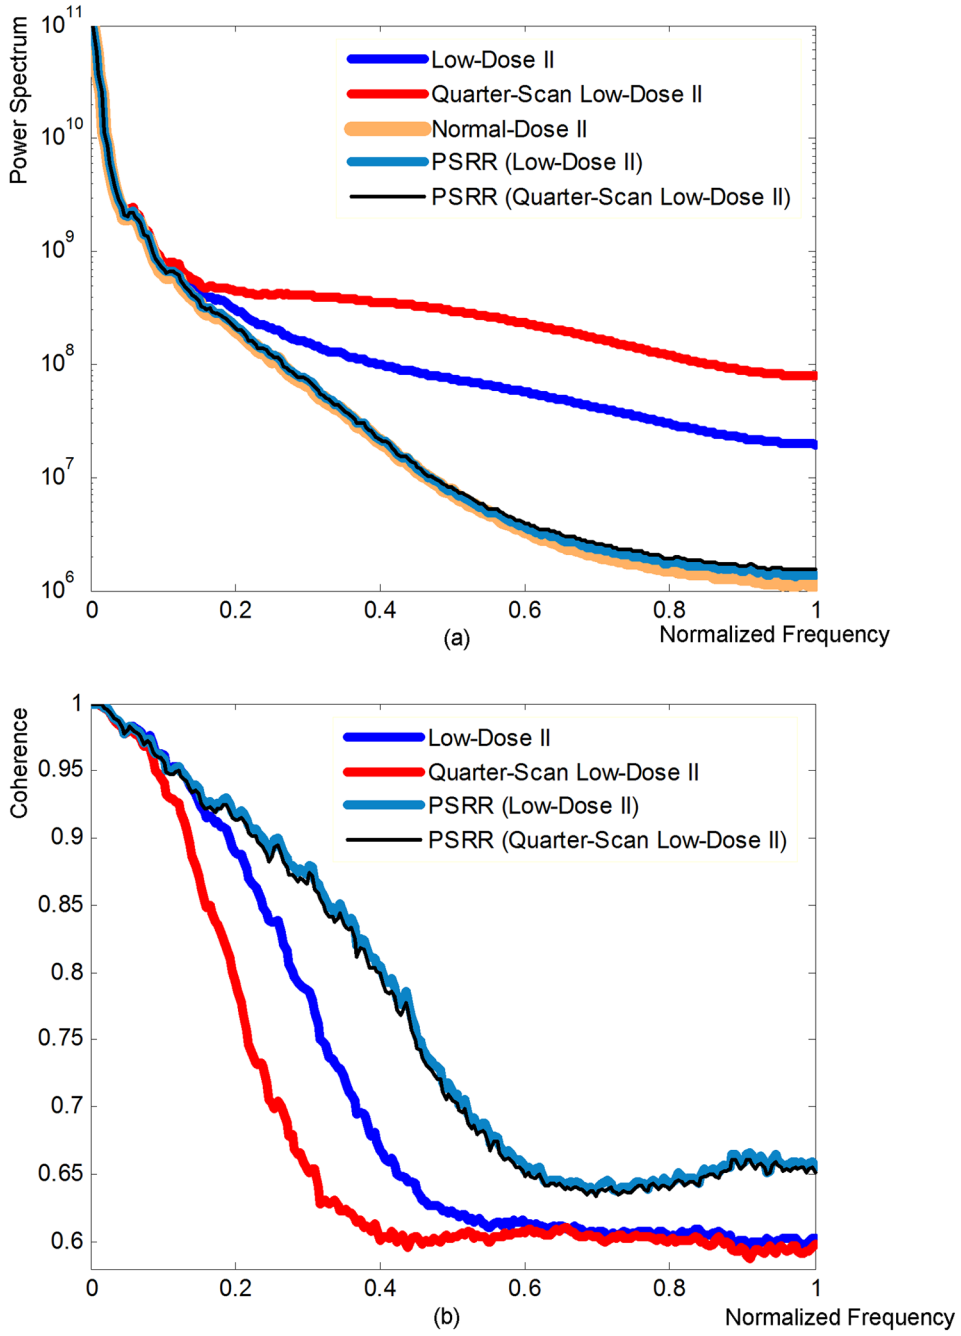 Power Spectrum
10^11
10^10
10^9
10^8
10^7
10^6
Low-Dose II
Quarter-Scan Low-Dose II
Normal-Dose II
PSRR (Low-Dose II)
PSRR (Quarter-Scan Low-Dose II)
0 0.2 0.4 0.6 0.8 1
(a)
Normalized Frequency
Coherence
1
0.95
0.9
0.85
0.8
0.75
0.7
0.65
0.6
Low-Dose II
Quarter-Scan Low-Dose II
PSRR (Low-Dose II)
PSRR (Quarter-Scan Low-Dose II)
0 0.2 0.4 0.6 0.8 1
(b)
Normalized Frequency